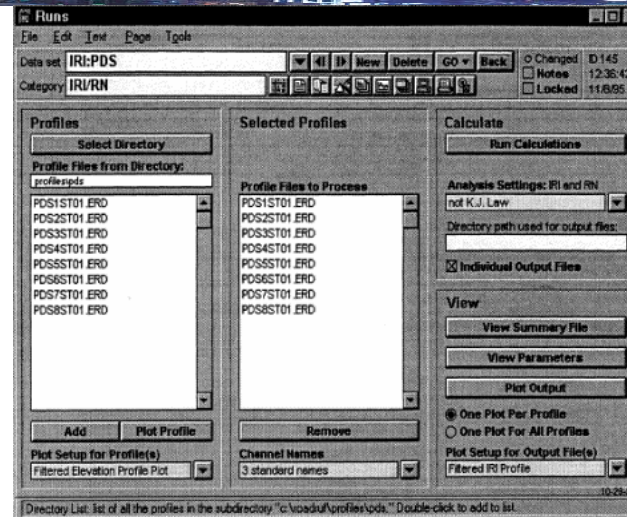 Runs
File Edit Text Page Tools
Data set IRI:PDS New Delete GO Back Changed ID 145
Notes 12:36:42
Category IRI/RN Locked 11/8/95
Profiles
Select Directory
Profile Files from Directory:
profiles\pds
PDS1ST01.ERD
PDS2ST01.ERD
PDS3ST01.ERD
PDS4ST01.ERD
PDS5ST01.ERD
PDS6ST01.ERD
PDS7ST01.ERD
PDS8ST01.ERD
Add Plot Profile
Plot Setup for Profile(s)
Filtered Elevation Profile Plot
Selected Profiles
Profile Files to Process
PDS1ST01.ERD
PDS2ST01.ERD
PDS3ST01.ERD
PDS4ST01.ERD
PDS5ST01.ERD
PDS6ST01.ERD
PDS7ST01.ERD
PDS8ST01.ERD
Remove
Channel Names
3 standard names
Calculate
Run Calculations
Analysis Settings: IRI and RN
not K.J. Law
Directory path used for output files:
Individual Output Files
View
View Summary File
View Parameters
Plot Output
One Plot Per Profile
One Plot For All Profiles
Plot Setup for Output File(s)
Filtered IRI Profile
Directory List: list of all the profiles in the subdirectory "c:\roadruf\profiles\pds." Double-click to add to list.